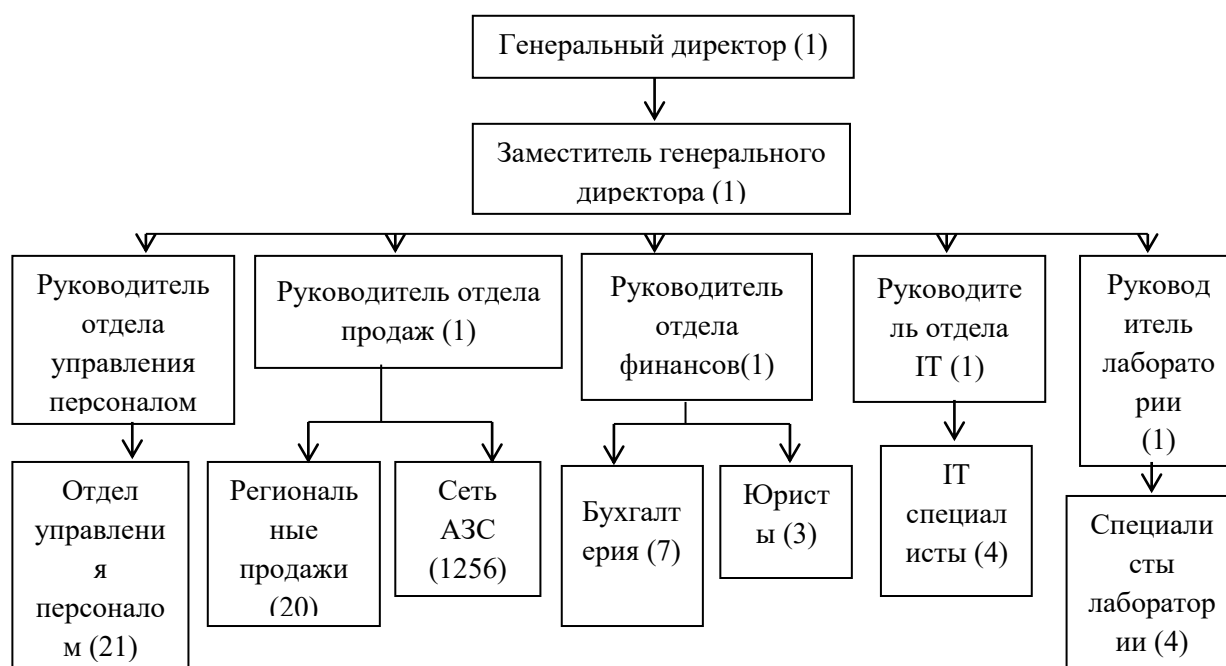 Генеральный директор (1)
Заместитель генерального
директора (1)
Руководитель
отдела
управления
персоналом
Руководитель отдела
продаж (1)
Руководитель
отдела
финансов(1)
Руководите
ль отдела
IT (1)
Руковод
итель
лаборато
рии
(1)
Отдел
управлени
я
персонало
м (21)
Региональ
ные
продажи
(20)
Сеть
АЗС
(1256)
Бухгалт
ерия (7)
Юрист
ы (3)
IT
специал
исты (4)
Специали
сты
лаборатор
ии (4)